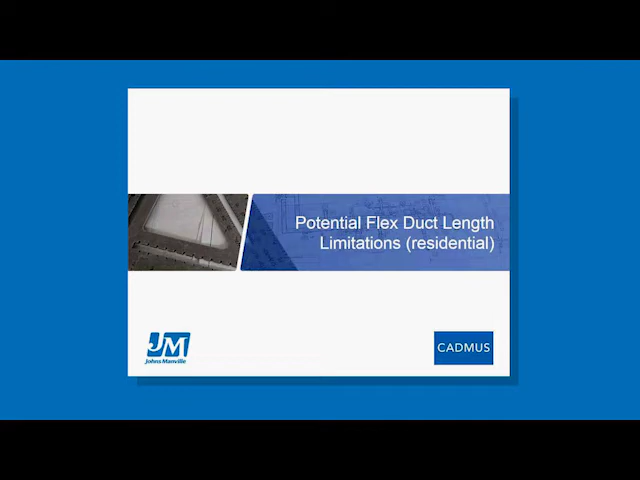 Potential Flex Duct Length
Limitations (residential)
JM
Johns Manville
CADMUS